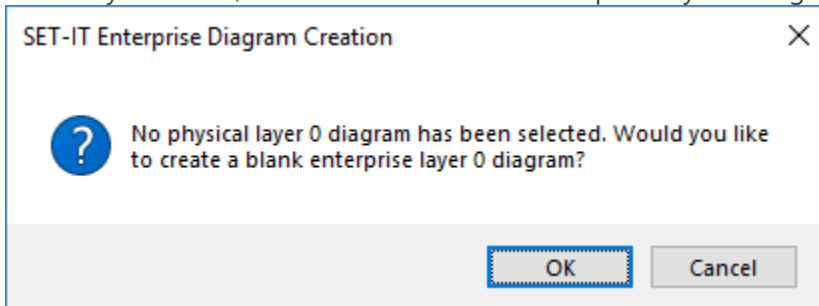 SET-IT Enterprise Diagram Creation
No physical layer 0 diagram has been selected. Would you like
to create a blank enterprise layer 0 diagram?
OK
Cancel